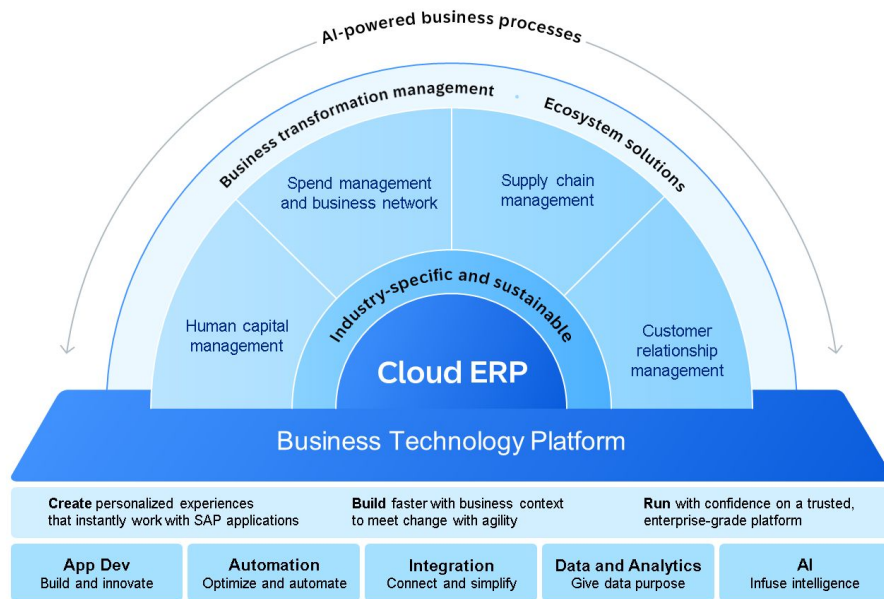 AI-powered business processes
Business transformation management · Ecosystem solutions
Spend management
and business network
Supply chain
management
Human capital
management
Customer
relationship
management
Industry-specific and sustainable
Cloud ERP
Business Technology Platform
Create personalized experiences
that instantly work with SAP applications
Build faster with business context
to meet change with agility
Run with confidence on a trusted,
enterprise-grade platform
App Dev
Build and innovate
Automation
Optimize and automate
Integration
Connect and simplify
Data and Analytics
Give data purpose
AI
Infuse intelligence